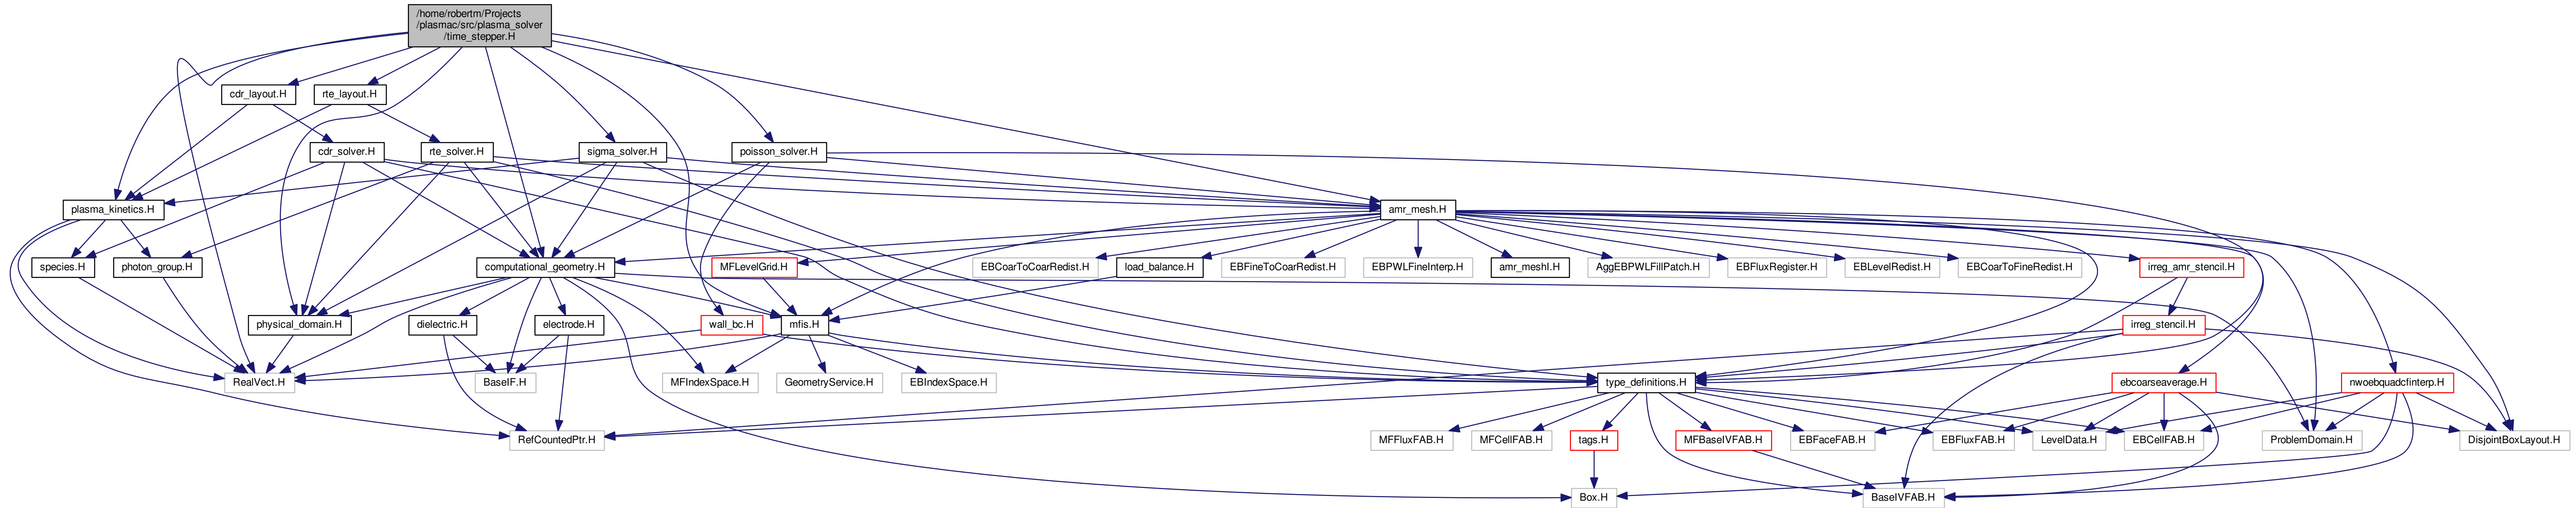 /home/robertm/Projects
/plasmac/src/plasma_solver
/time_stepper.H
cdr_layout.H
rte_layout.H
cdr_solver.H
rte_solver.H
sigma_solver.H
poisson_solver.H
plasma_kinetics.H
amr_mesh.H
species.H
photon_group.H
computational_geometry.H
MFLevelGrid.H
EBCoarToCoarRedist.H
load_balance.H
EBFineToCoarRedist.H
EBPWLFineInterp.H
amr_meshI.H
AggEBPWLFillPatch.H
EBFluxRegister.H
EBLevelRedist.H
EBCoarToFineRedist.H
irreg_amr_stencil.H
physical_domain.H
dielectric.H
electrode.H
wall_bc.H
mfis.H
irreg_stencil.H
RealVect.H
BaseIF.H
MFIndexSpace.H
GeometryService.H
EBIndexSpace.H
type_definitions.H
ebcoarseaverage.H
nwoebquadcfinterp.H
RefCountedPtr.H
MFFluxFAB.H
MFCellFAB.H
tags.H
MFBaseIVFAB.H
EBFaceFAB.H
EBFluxFAB.H
LevelData.H
EBCellFAB.H
ProblemDomain.H
DisjointBoxLayout.H
Box.H
BaseIVFAB.H